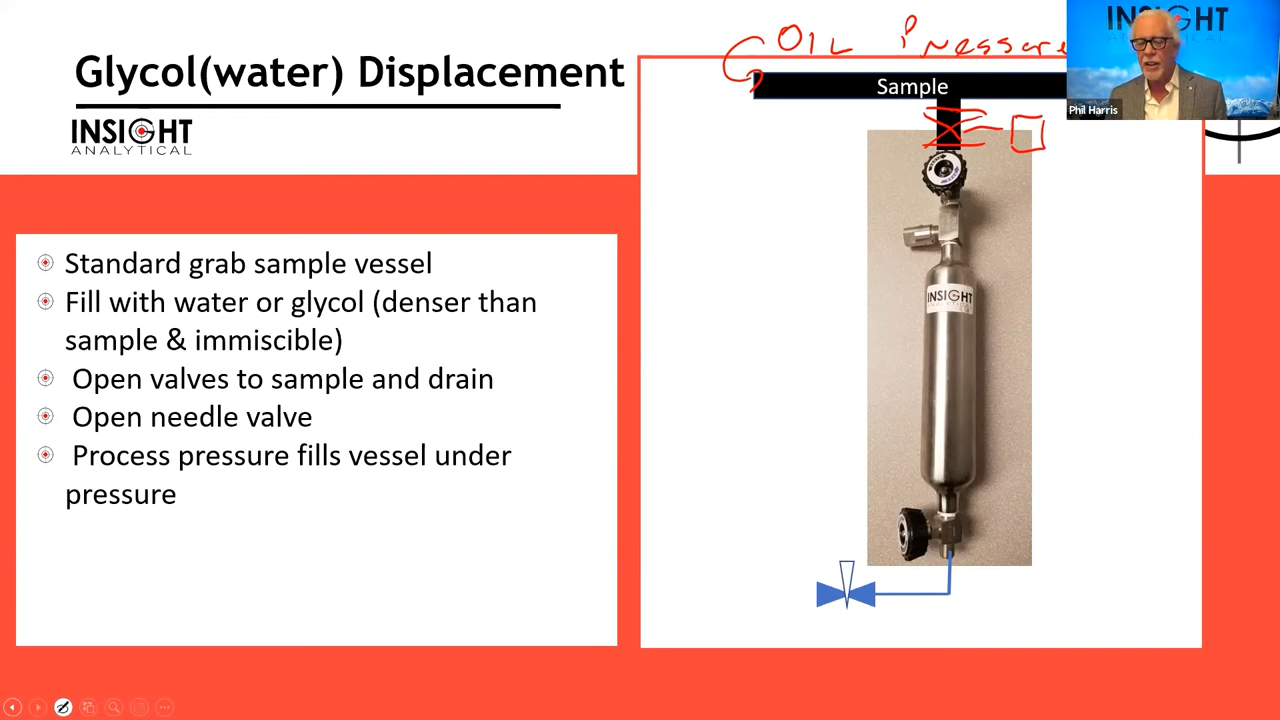 Glycol(water) Displacement
INSIGHT
ANALYTICAL
OIL Pressure
Sample
INSIGHT
Phil Harris
Standard grab sample vessel
Fill with water or glycol (denser than
sample & immiscible)
Open valves to sample and drain
Open needle valve
Process pressure fills vessel under
pressure
INSIGHT
ANALYTICAL